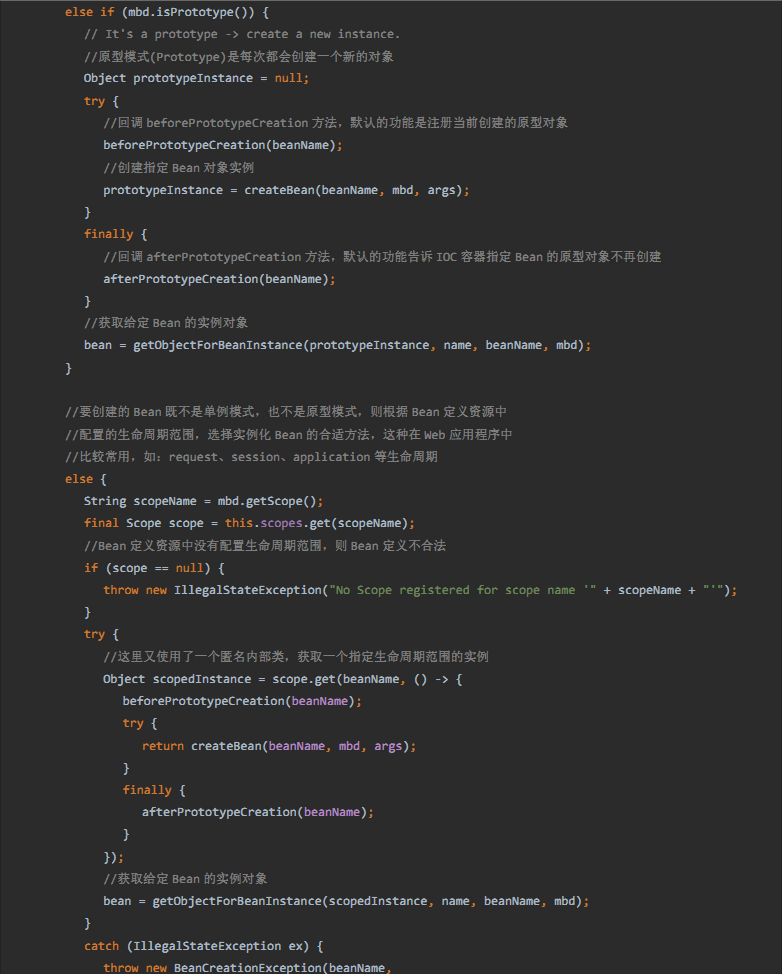 else if (mbd.isPrototype()) {
// It's a prototype -> create a new instance.
//原型模式(Prototype)是每次都会创建一个新的对象
Object prototypeInstance = null;
try {
//回调 beforePrototypeCreation 方法，默认的功能是注册当前创建的原型对象
beforePrototypeCreation(beanName);
//创建指定 Bean 对象实例
prototypeInstance = createBean(beanName, mbd, args);
}
finally {
//回调 afterPrototypeCreation 方法，默认的功能告诉 IOC 容器指定 Bean 的原型对象不再创建
afterPrototypeCreation(beanName);
}
//获取给定 Bean 的实例对象
bean = getObjectForBeanInstance(prototypeInstance, name, beanName, mbd);
}
//要创建的 Bean 既不是单例模式，也不是原型模式，则根据 Bean 定义资源中
//配置的生命周期范围，选择实例化 Bean 的合适方法，这种在 Web 应用程序中
//比较常用，如：request、session、application 等生命周期
else {
String scopeName = mbd.getScope();
final Scope scope = this.scopes.get(scopeName);
//Bean 定义资源中没有配置生命周期范围，则 Bean 定义不合法
if (scope == null) {
throw new IllegalStateException("No Scope registered for scope name '" + scopeName + "'");
}
try {
//这里又使用了一个匿名内部类，获取一个指定生命周期范围的实例
Object scopedInstance = scope.get(beanName, () -> {
beforePrototypeCreation(beanName);
try {
return createBean(beanName, mbd, args);
}
finally {
afterPrototypeCreation(beanName);
}
});
//获取给定 Bean 的实例对象
bean = getObjectForBeanInstance(scopedInstance, name, beanName, mbd);
}
catch (IllegalStateException ex) {
throw new BeanCreationException(beanName,